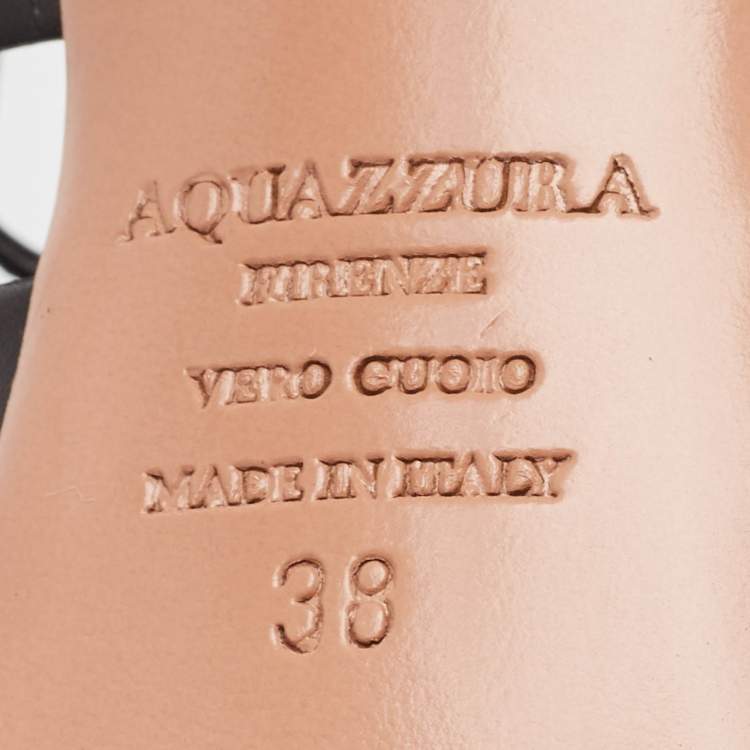 AQUAZZURA
FIRENZE
VERO CUOIO
MADE IN ITALY
38